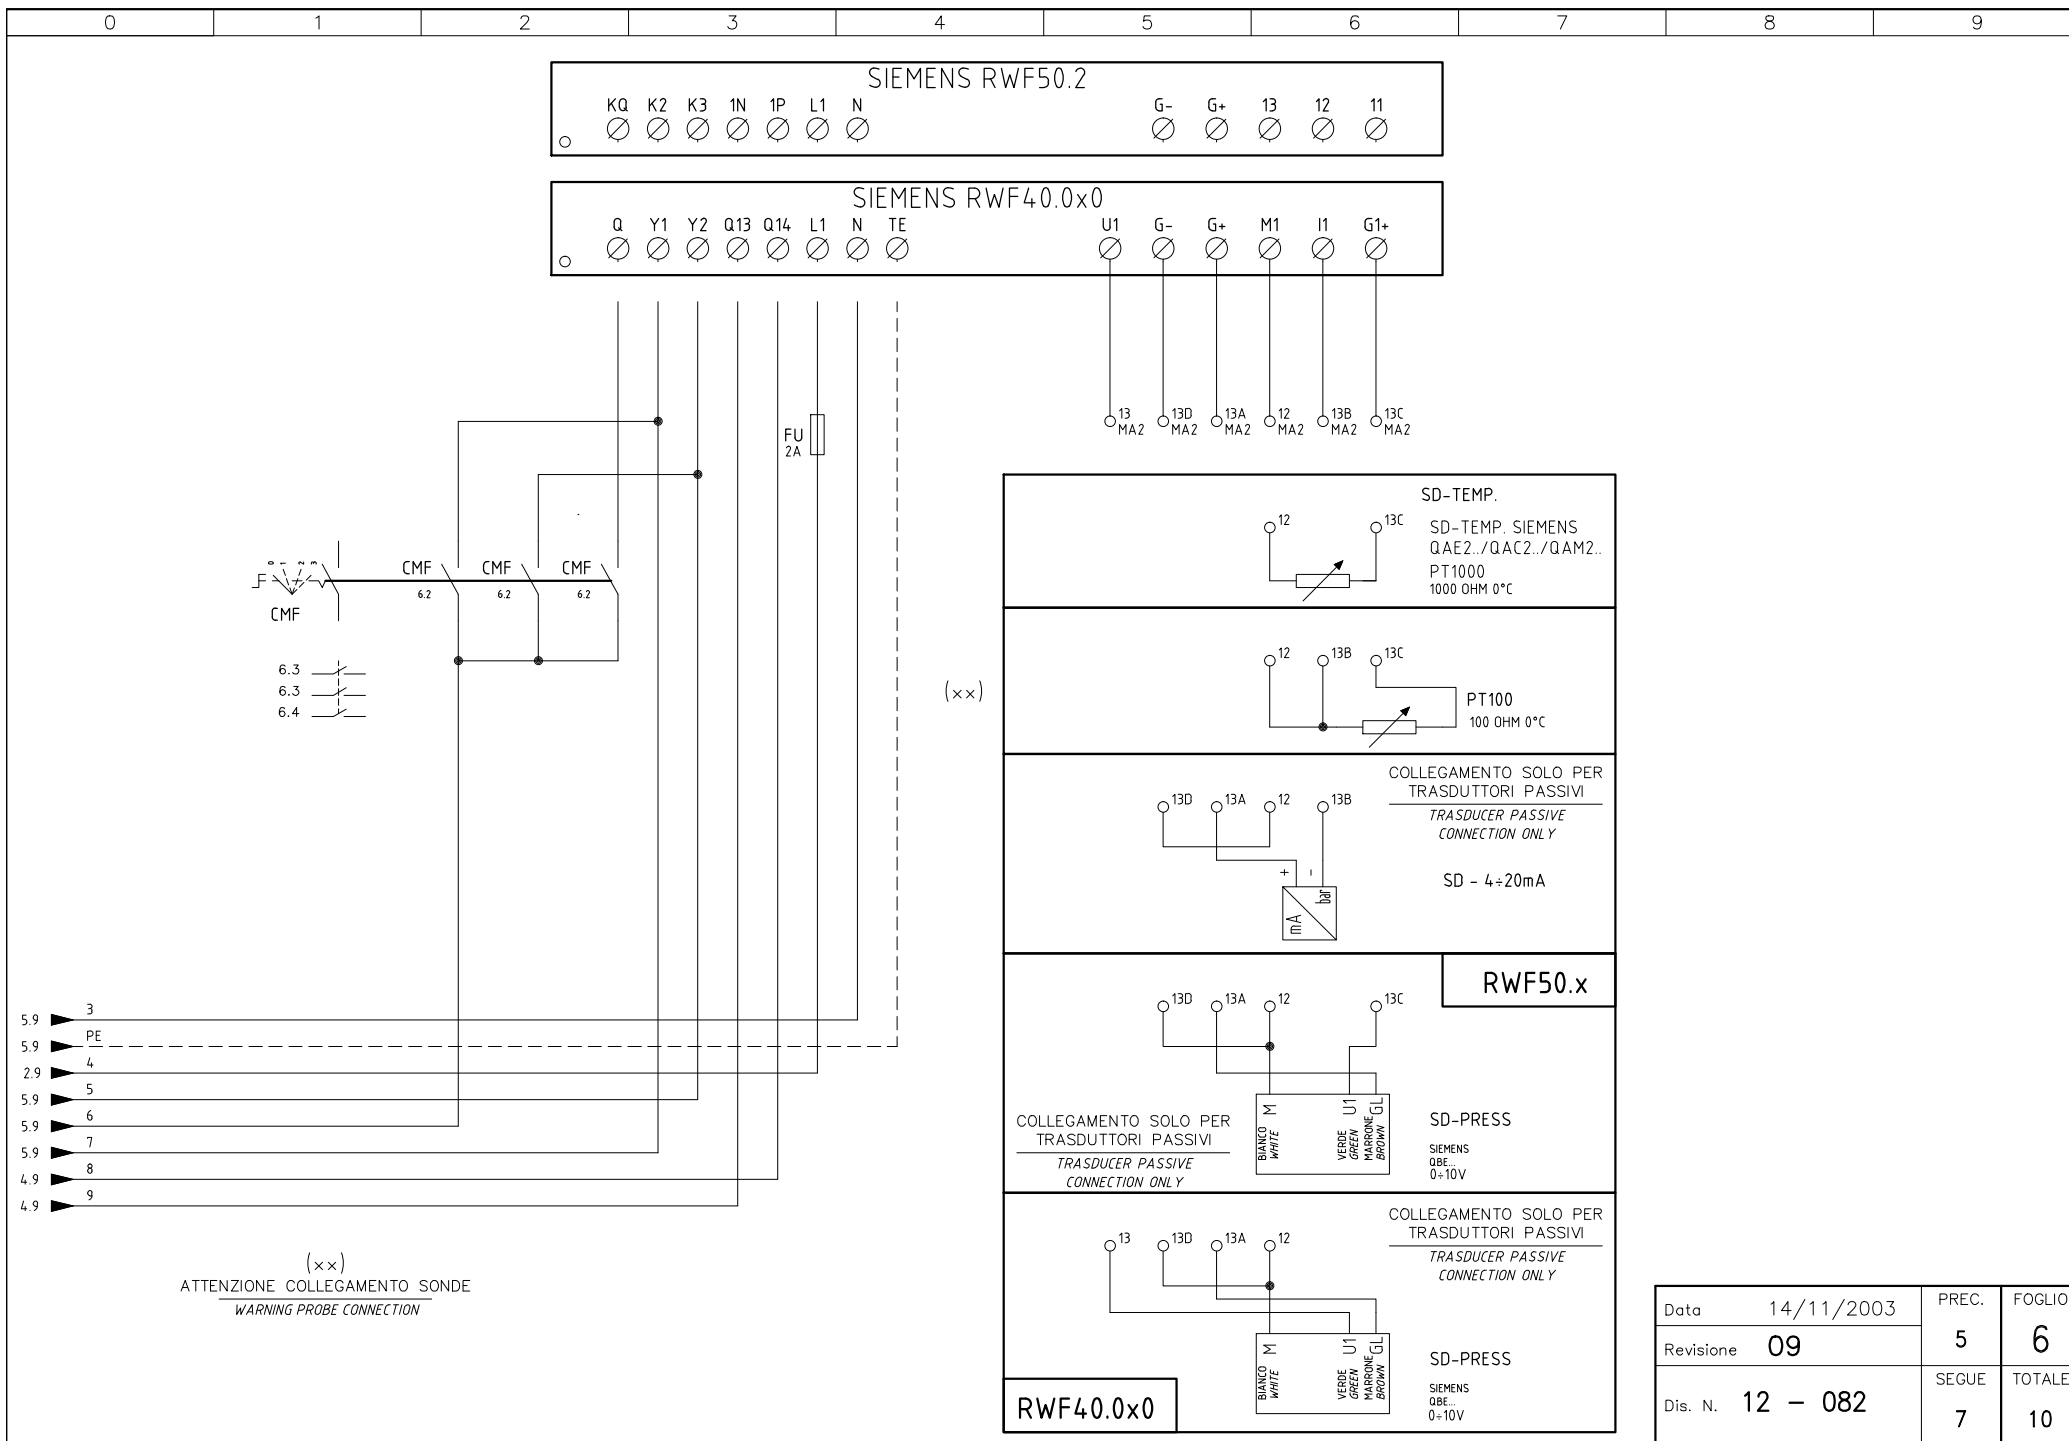 0 1 2 3 4 5 6 7 8 9
SIEMENS RWF50.2
KQ K2 K3 1N 1P L1 N G- G+ 13 12 11
SIEMENS RWF40.0x0
Q Y1 Y2 Q13 Q14 L1 N TE U1 G- G+ M1 I1 G1+
13 13D 13A 12 13B 13C
MA2 MA2 MA2 MA2 MA2 MA2
FU
2A
0 1 2 3
CMF CMF CMF
6.2 6.2 6.2
CMF
6.3
6.3
6.4
(xx)
SD-TEMP.
12 13C
SD-TEMP. SIEMENS
QAE2../QAC2../QAM2..
PT1000
1000 OHM 0°C
12 13B 13C
PT100
100 OHM 0°C
COLLEGAMENTO SOLO PER
TRASDUTTORI PASSIVI
TRASDUCER PASSIVE
CONNECTION ONLY
13D 13A 12 13B
+ -
mA bar
SD - 4÷20mA
RWF50.x
13D 13A 12 13C
COLLEGAMENTO SOLO PER
TRASDUTTORI PASSIVI
TRASDUCER PASSIVE
CONNECTION ONLY
M U1 GL
BIANCO
WHITE
VERDE
GREEN
MARRONE
BROWN
SD-PRESS
SIEMENS
QBE...
0÷10V
COLLEGAMENTO SOLO PER
TRASDUTTORI PASSIVI
TRASDUCER PASSIVE
CONNECTION ONLY
13 13D 13A 12
M U1 GL
BIANCO
WHITE
VERDE
GREEN
MARRONE
BROWN
SD-PRESS
SIEMENS
QBE...
0÷10V
RWF40.0x0
5.9 3
5.9 PE
2.9 4
5.9 5
5.9 6
5.9 7
4.9 8
4.9 9
(xx)
ATTENZIONE COLLEGAMENTO SONDE
WARNING PROBE CONNECTION
Data 14/11/2003
Revisione 09
Dis. N. 12 - 082
PREC.
5
FOGLIO
6
SEGUE
7
TOTALE
10